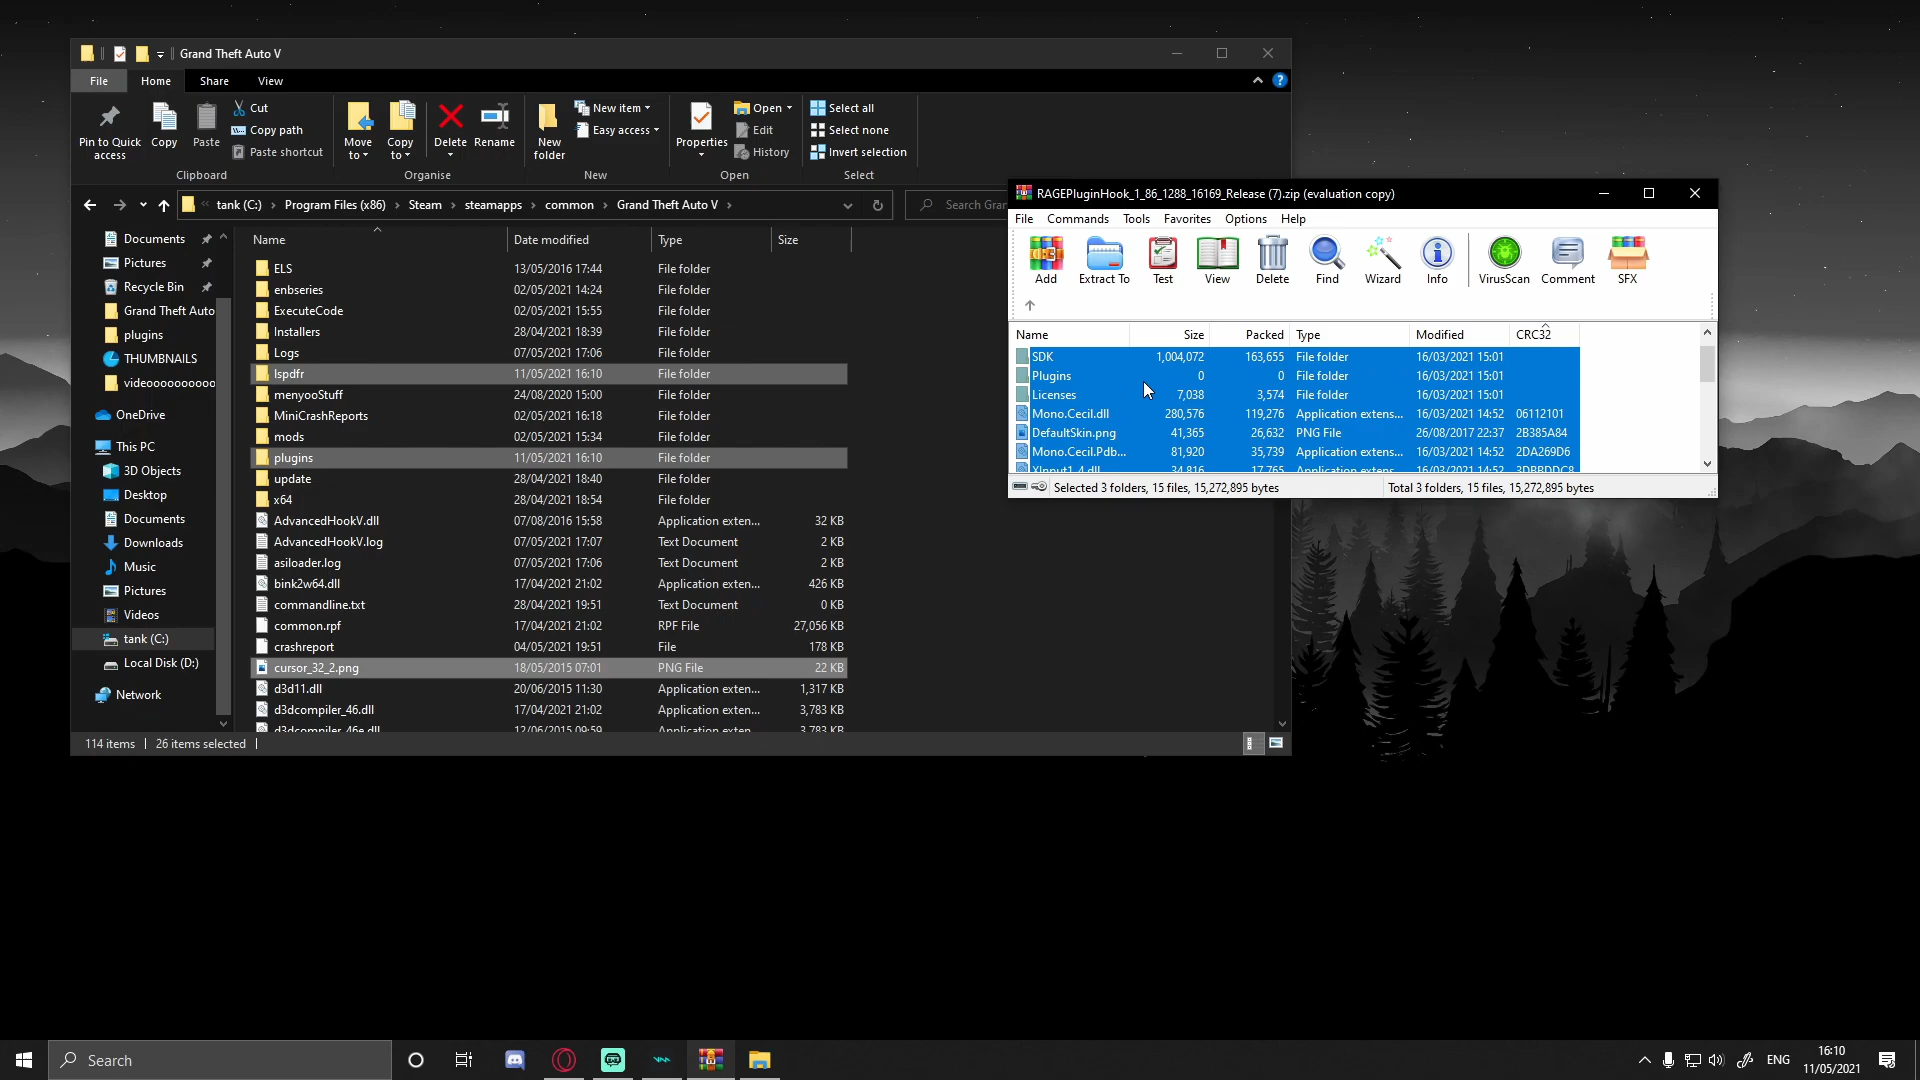 Grand Theft Auto V
File Home Share View
Pin to Quick access
Copy
Paste
Cut
Copy path
Paste shortcut
Clipboard
Move to
Copy to
Delete
Rename
Organise
New folder
New item
Easy access
New
Properties
Open
Edit
History
Open
Select all
Select none
Invert selection
Select
tank (C:) Program Files (x86) Steam steamapps common Grand Theft Auto V
Search Gran
Name Date modified Type Size
Documents
Pictures
Recycle Bin
Grand Theft Auto
plugins
THUMBNAILS
videooooooooooo
OneDrive
This PC
3D Objects
Desktop
Documents
Downloads
Music
Pictures
Videos
tank (C:)
Local Disk (D:)
Network
ELS 13/05/2016 17:44 File folder
enbseries 02/05/2021 14:24 File folder
ExecuteCode 02/05/2021 15:55 File folder
Installers 28/04/2021 18:39 File folder
Logs 07/05/2021 17:06 File folder
lspdfr 11/05/2021 16:10 File folder
menyooStuff 24/08/2020 15:00 File folder
MiniCrashReports 02/05/2021 16:18 File folder
mods 02/05/2021 15:34 File folder
plugins 11/05/2021 16:10 File folder
update 28/04/2021 18:40 File folder
x64 28/04/2021 18:54 File folder
AdvancedHookV.dll 07/08/2016 15:58 Application exten... 32 KB
AdvancedHookV.log 07/05/2021 17:07 Text Document 2 KB
asiloader.log 07/05/2021 17:06 Text Document 2 KB
bink2w64.dll 17/04/2021 21:02 Application exten... 426 KB
commandline.txt 28/04/2021 19:51 Text Document 0 KB
common.rpf 17/04/2021 21:02 RPF File 27,056 KB
crashreport 04/05/2021 19:51 File 178 KB
cursor_32_2.png 18/05/2015 07:01 PNG File 22 KB
d3d11.dll 20/06/2015 11:30 Application exten... 1,317 KB
d3dcompiler_46.dll 17/04/2021 21:02 Application exten... 3,783 KB
d3dcompiler_46e.dll 12/06/2015 09:59 Application exten... 3,783 KB
114 items 26 items selected
RAGEPluginHook_1_86_1288_16169_Release (7).zip (evaluation copy)
File Commands Tools Favorites Options Help
Add Extract To Test View Delete Find Wizard Info VirusScan Comment SFX
Name Size Packed Type Modified CRC32
SDK 1,004,072 163,655 File folder 16/03/2021 15:01
Plugins 0 0 File folder 16/03/2021 15:01
Licenses 7,038 3,574 File folder 16/03/2021 15:01
Mono.Cecil.dll 280,576 119,276 Application extens... 16/03/2021 14:52 06112101
DefaultSkin.png 41,365 26,632 PNG File 26/08/2017 22:37 2B385A84
Mono.Cecil.Pdb... 81,920 35,739 Application extens... 16/03/2021 14:52 2DA269D6
XInput1_4.dll 34,816 17,765 Application extens... 16/03/2021 14:52 3DBBDDC8
Selected 3 folders, 15 files, 15,272,895 bytes Total 3 folders, 15 files, 15,272,895 bytes
Search
ENG
16:10
11/05/2021